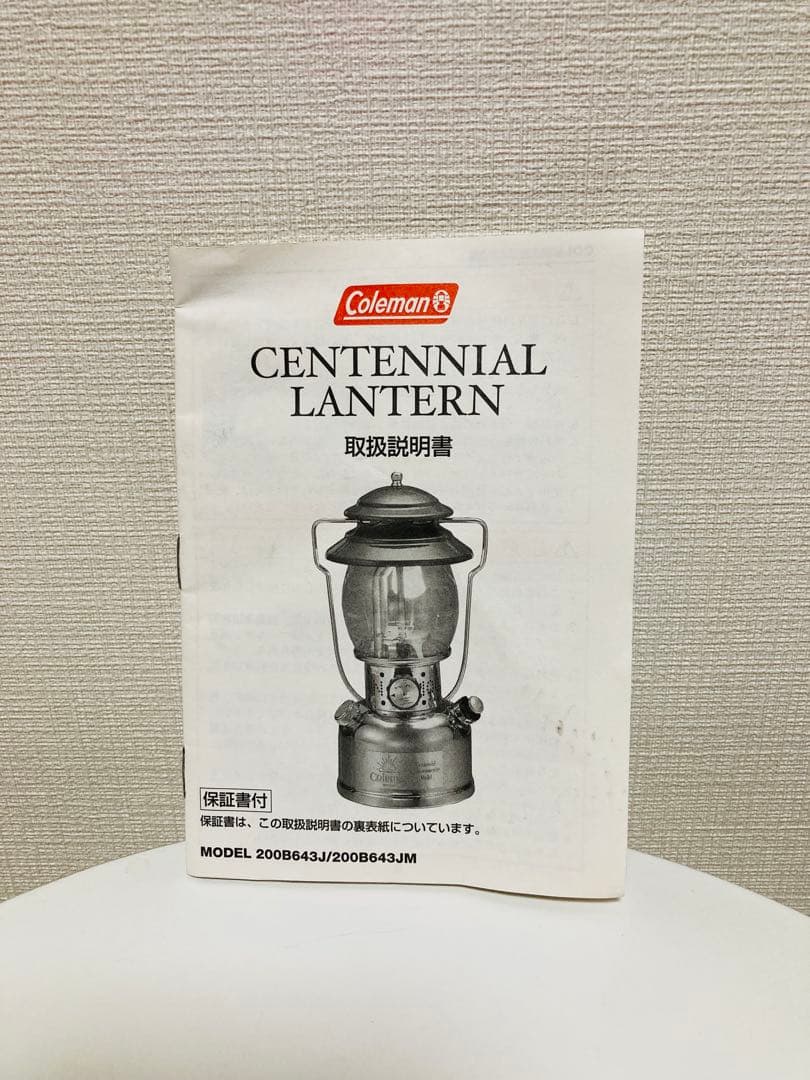 Coleman
CENTENNIAL
LANTERN
取扱説明書
Coleman
保証書付
保証書は、この取扱説明書の裏表紙についています。
MODEL 200B643J/200B643JM